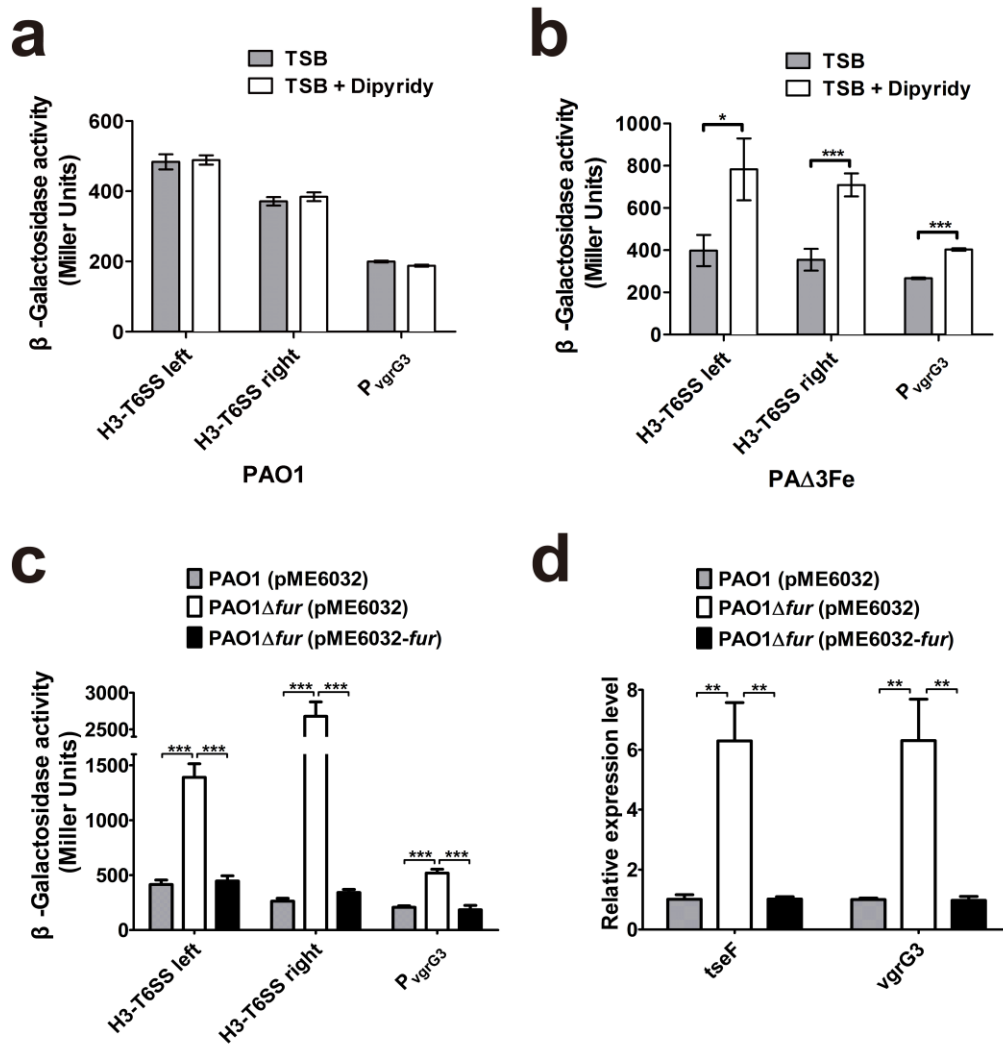 a
TSB
TSB + Dipyridy
β -Galactosidase activity
(Miller Units)
600
400
200
0
H3-T6SS left
H3-T6SS right
PvgrG3
PAO1
b
TSB
TSB + Dipyridy
β -Galactosidase activity
(Miller Units)
1000
800
600
400
200
0
*
***
***
H3-T6SS left
H3-T6SS right
PvgrG3
PAΔ3Fe
c
PAO1 (pME6032)
PAO1Δfur (pME6032)
PAO1Δfur (pME6032-fur)
β -Galactosidase activity
(Miller Units)
3000
2500
1500
1000
500
0
*** ***
*** ***
*** ***
H3-T6SS left
H3-T6SS right
PvgrG3
d
PAO1 (pME6032)
PAO1Δfur (pME6032)
PAO1Δfur (pME6032-fur)
Relative expression level
8
6
4
2
0
** **
** **
tseF
vgrG3